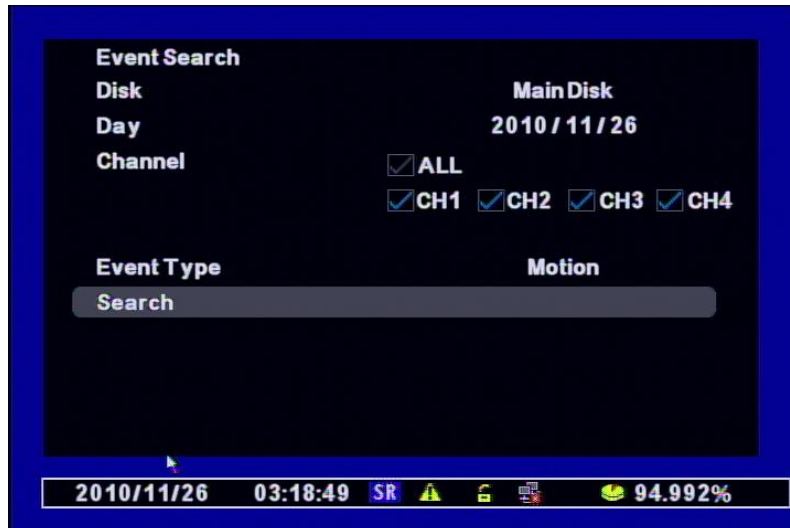 Event Search
Disk Main Disk
Day 2010/11/26
Channel ALL
CH1 CH2 CH3 CH4
Event Type Motion
Search
2010/11/26 03:18:49 SR 94.992%